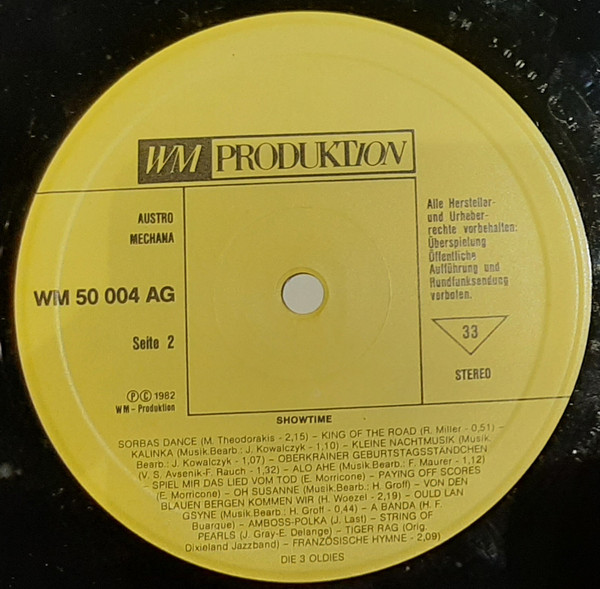 WM PRODUKTION
AUSTRO
MECHANA
WM 50 004 AG
Seite 2
Ⓟ Ⓒ 1982
WM - Produktion
Alle Hersteller-
und Urheber-
rechte vorbehalten:
Überspielung
Öffentliche
Aufführung und
Rundfunksendung
verboten.
33
STEREO
SHOWTIME
SORBAS DANCE (M. Theodorakis - 2,15) – KING OF THE ROAD (R. Miller - 0,51) –
KALINKA (Musik.Bearb.: J. Kowalczyk - 1,10) – KLEINE NACHTMUSIK (Musik.
Bearb.: J. Kowalczyk - 1,07) – OBERKRAINER GEBURTSTAGSSTÄNDCHEN
(V. S. Avsenik-F. Rauch - 1,32) – ALO AHE (Musik.Bearb.: F. Maurer - 1,12)
– SPIEL MIR DAS LIED VOM TOD (E. Morricone) – PAYING OFF SCORES
(E. Morricone) – OH SUSANNE (Musik.Bearb.: H. Groff) – VON DEN
BLAUEN BERGEN KOMMEN WIR (H. Woezel - 2,19) – OULD LAN
GSYNE (Musik.Bearb.: H. Groff - 0,44) – A BANDA (H. F.
Buarque) – AMBOSS-POLKA (J. Last) – STRING OF
PEARLS (J. Gray-E. Delange) – TIGER RAG (Orig.
Dixieland Jazzband) – FRANZÖSISCHE HYMNE - 2,09)
DIE 3 OLDIES